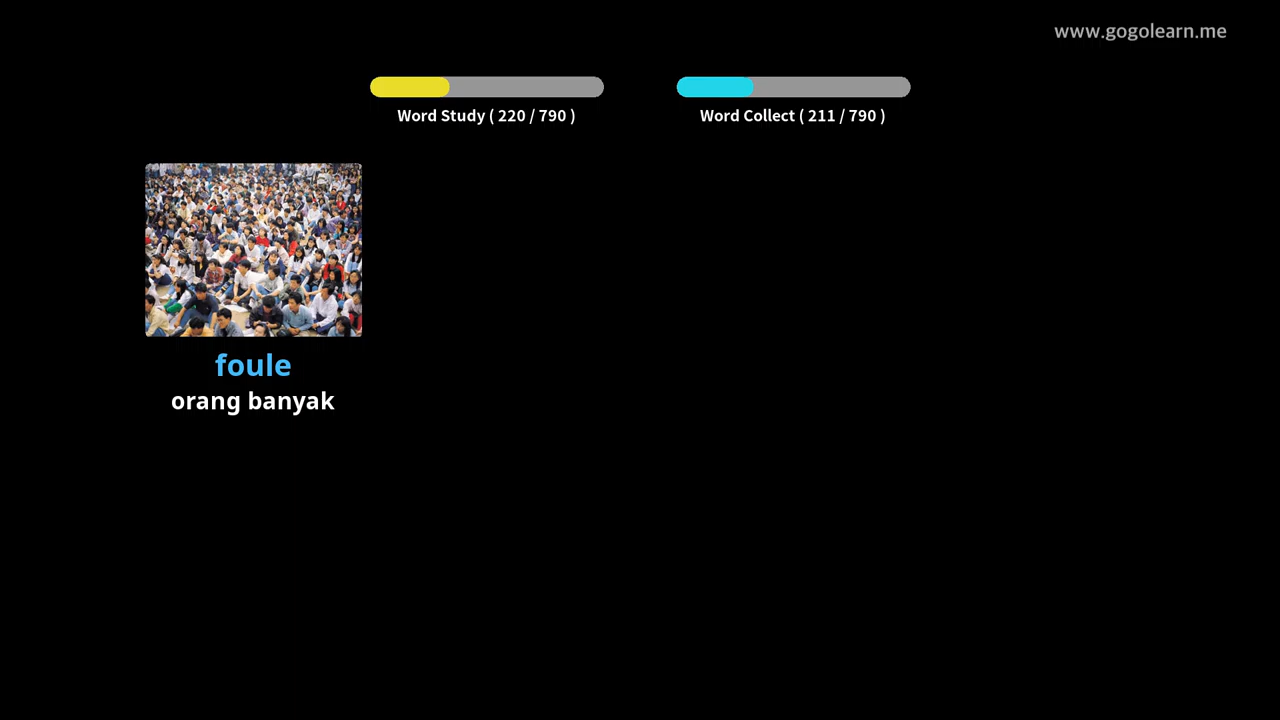 www.gogolearn.me
Word Study ( 220 / 790 )
Word Collect ( 211 / 790 )
foule
orang banyak